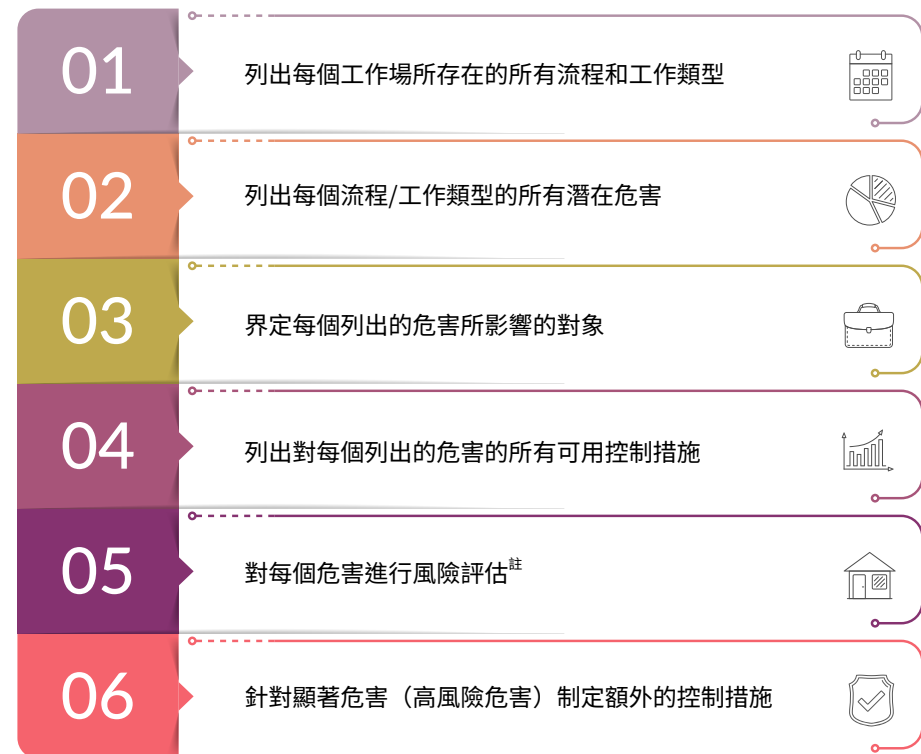 01
列出每個工作場所存在的所有流程和工作類型
02
列出每個流程/工作類型的所有潛在危害
03
界定每個列出的危害所影響的對象
04
列出對每個列出的危害的所有可用控制措施
05
對每個危害進行風險評估註
06
針對顯著危害（高風險危害）制定額外的控制措施